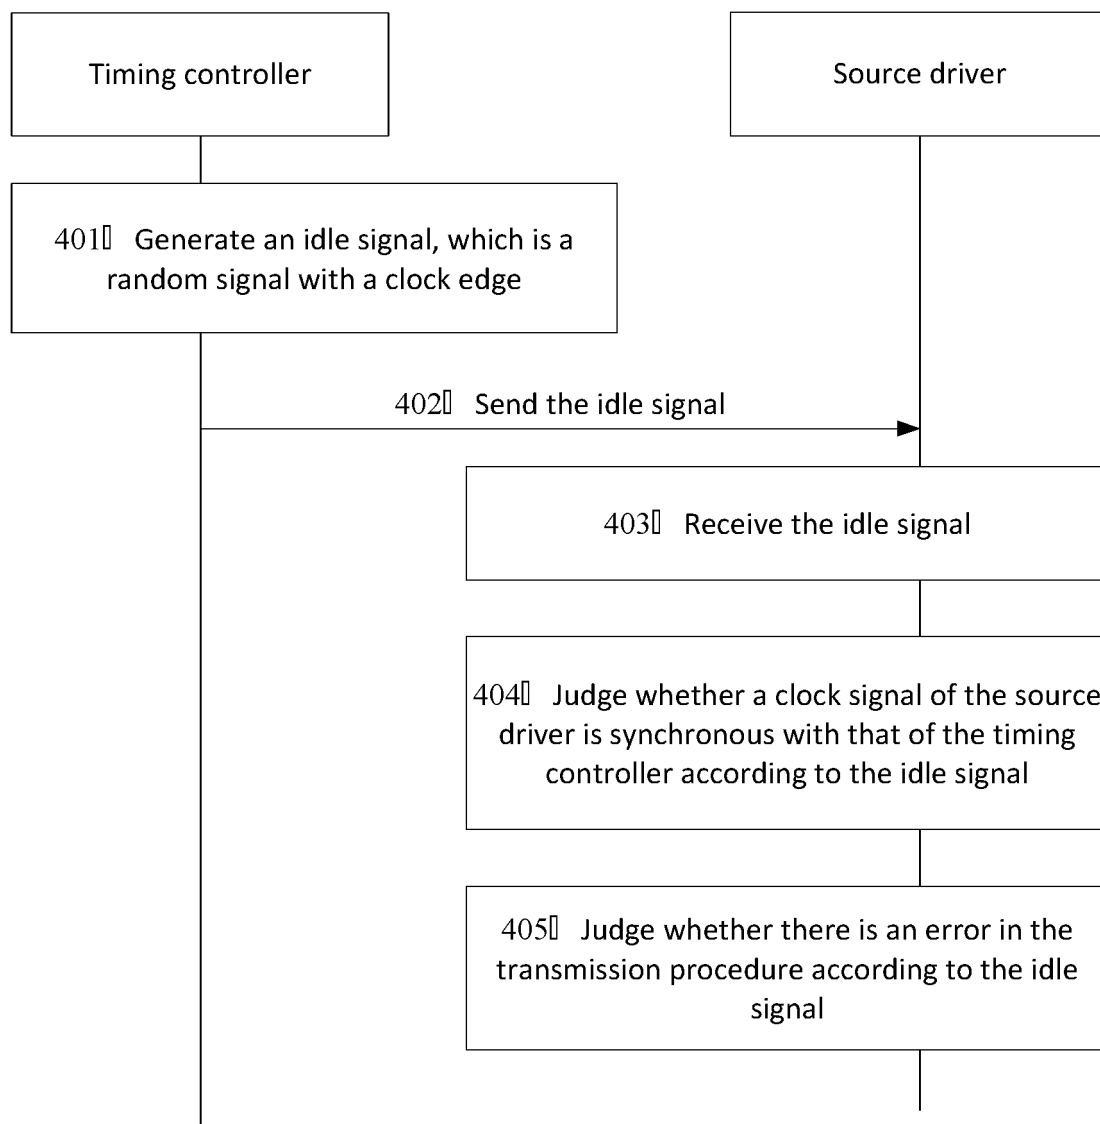 Timing controller
Source driver
401▯ Generate an idle signal, which is a
random signal with a clock edge
402▯ Send the idle signal
403▯ Receive the idle signal
404▯ Judge whether a clock signal of the source
driver is synchronous with that of the timing
controller according to the idle signal
405▯ Judge whether there is an error in the
transmission procedure according to the idle
signal